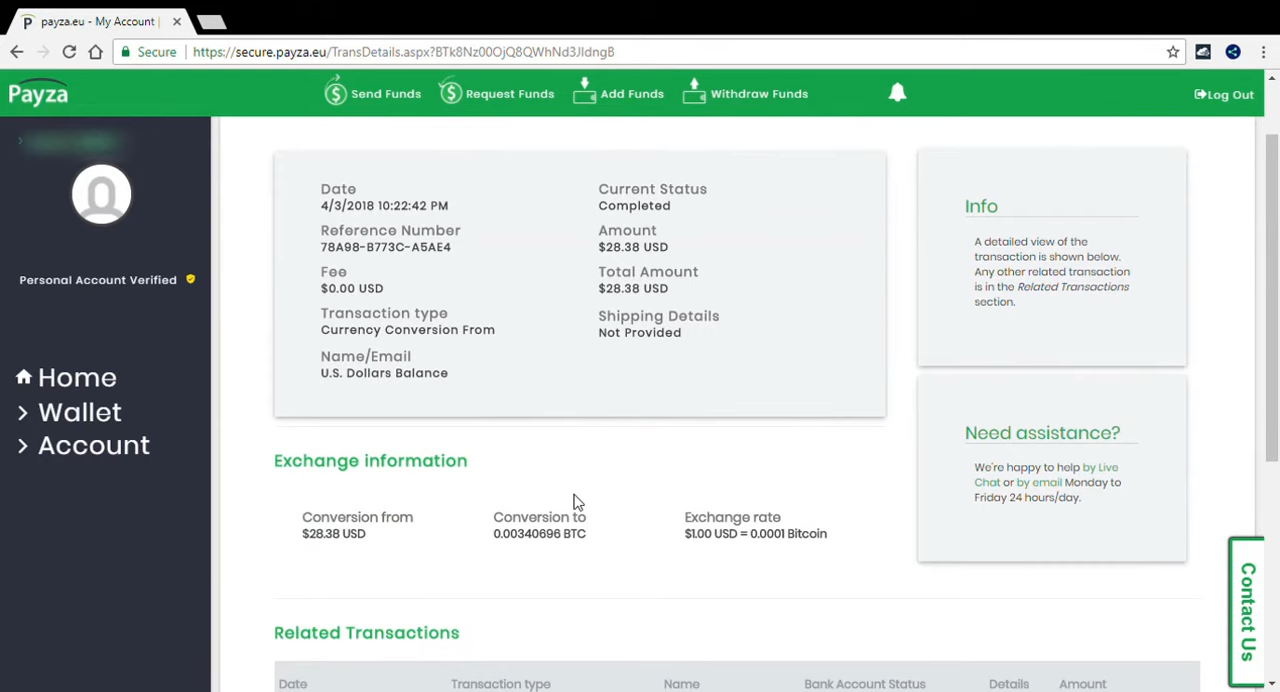 payza.eu - My Account |
Secure
https://secure.payza.eu/TransDetails.aspx?BTk8Nz00OjQ8QWhNd3JIdngB
Payza
Send Funds
Request Funds
Add Funds
Withdraw Funds
Log Out
Personal Account Verified
Home
Wallet
Account
Date
4/3/2018 10:22:42 PM
Reference Number
78A98-B773C-A5AE4
Fee
$0.00 USD
Transaction type
Currency Conversion From
Name/Email
U.S. Dollars Balance
Current Status
Completed
Amount
$28.38 USD
Total Amount
$28.38 USD
Shipping Details
Not Provided
Info
A detailed view of the
transaction is shown below.
Any other related transaction
is in the Related Transactions
section.
Need assistance?
We're happy to help by Live
Chat or by email Monday to
Friday 24 hours/day.
Exchange information
Conversion from
$28.38 USD
Conversion to
0.00340696 BTC
Exchange rate
$1.00 USD = 0.0001 Bitcoin
Contact Us
Related Transactions
Date Transaction type Name Bank Account Status Details Amount